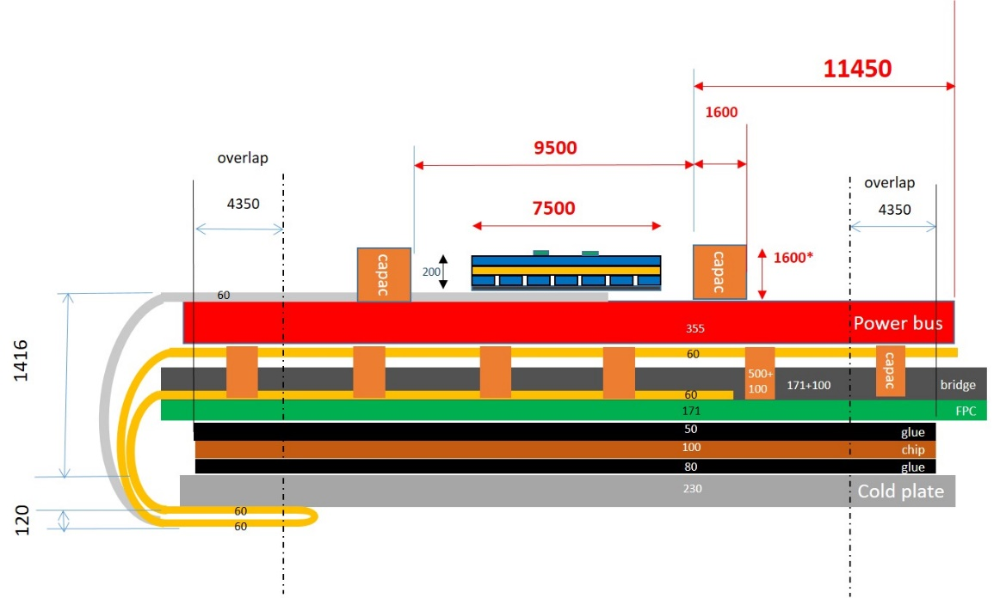 11450
1600
9500
overlap
4350
7500
overlap
4350
capac
200
capac
1600*
60
1416
355
Power bus
60
capac
500+
100
171+100
bridge
60
171
FPC
50
glue
100
chip
80
glue
230
Cold plate
120
60
60